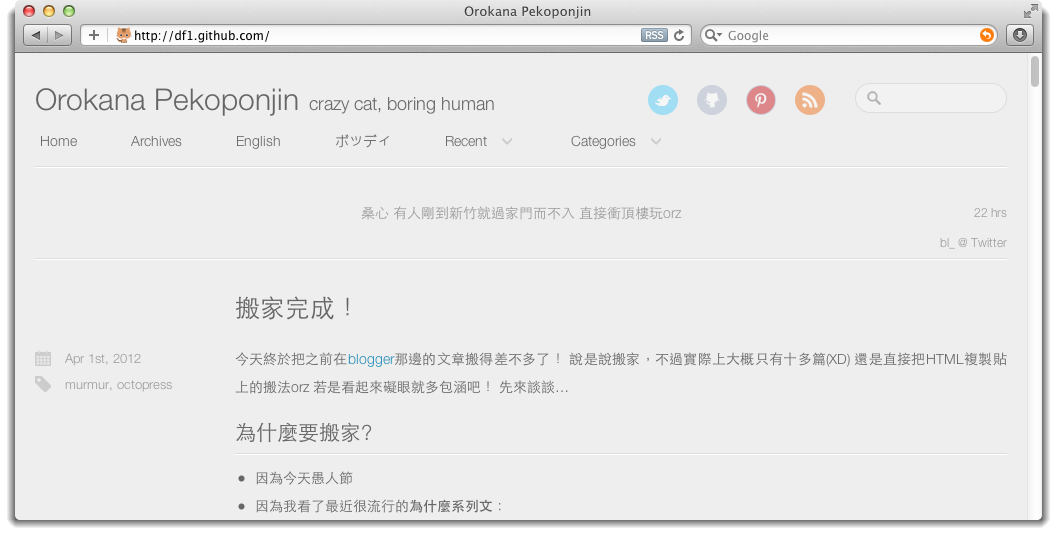 Orokana Pekoponjin
http://df1.github.com/
RSS
Google
Orokana Pekoponjin crazy cat, boring human
Home Archives English ボッディ Recent Categories
桑心 有人剛到新竹就過家門而不入 直接衝頂樓玩orz
22 hrs
bl_ @ Twitter
搬家完成！
Apr 1st, 2012
murmur, octopress
今天終於把之前在blogger那邊的文章搬得差不多了！ 說是說搬家，不過實際上大概只有十多篇(XD) 還是直接把HTML複製貼
上的搬法orz 若是看起來礙眼就多包涵吧！ 先來談談…
為什麼要搬家?
因為今天愚人節
因為我看了最近很流行的為什麼系列文：